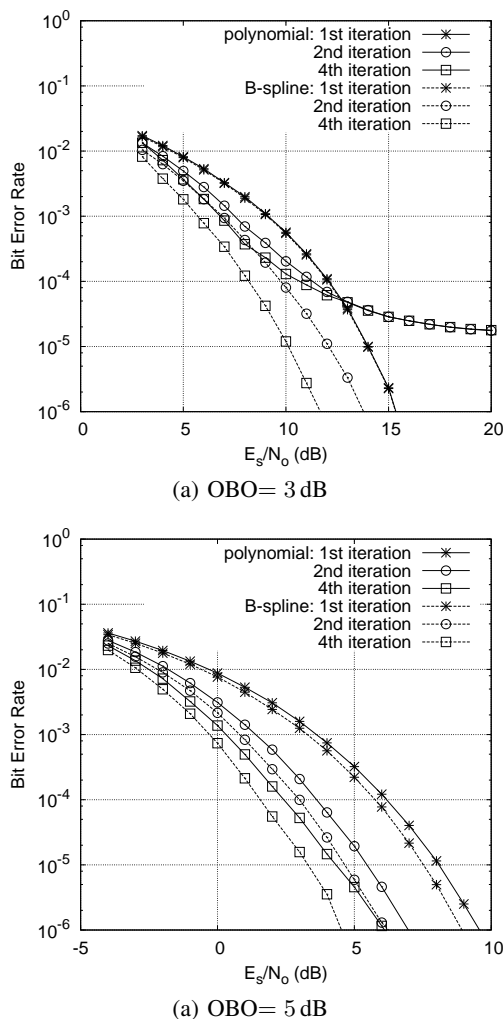 10^0
10^-1
10^-2
10^-3
10^-4
10^-5
10^-6
Bit Error Rate
polynomial: 1st iteration
2nd iteration
4th iteration
B-spline: 1st iteration
2nd iteration
4th iteration
0 5 10 15 20
E_s/N_o (dB)
(a) OBO= 3 dB
10^0
10^-1
10^-2
10^-3
10^-4
10^-5
10^-6
Bit Error Rate
polynomial: 1st iteration
2nd iteration
4th iteration
B-spline: 1st iteration
2nd iteration
4th iteration
-5 0 5 10
E_s/N_o (dB)
(a) OBO= 5 dB